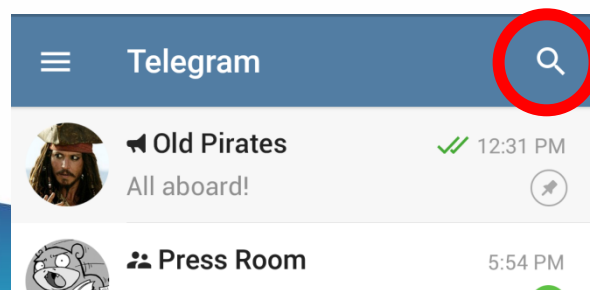 Telegram
Old Pirates 12:31 PM
All aboard!
Press Room 5:54 PM